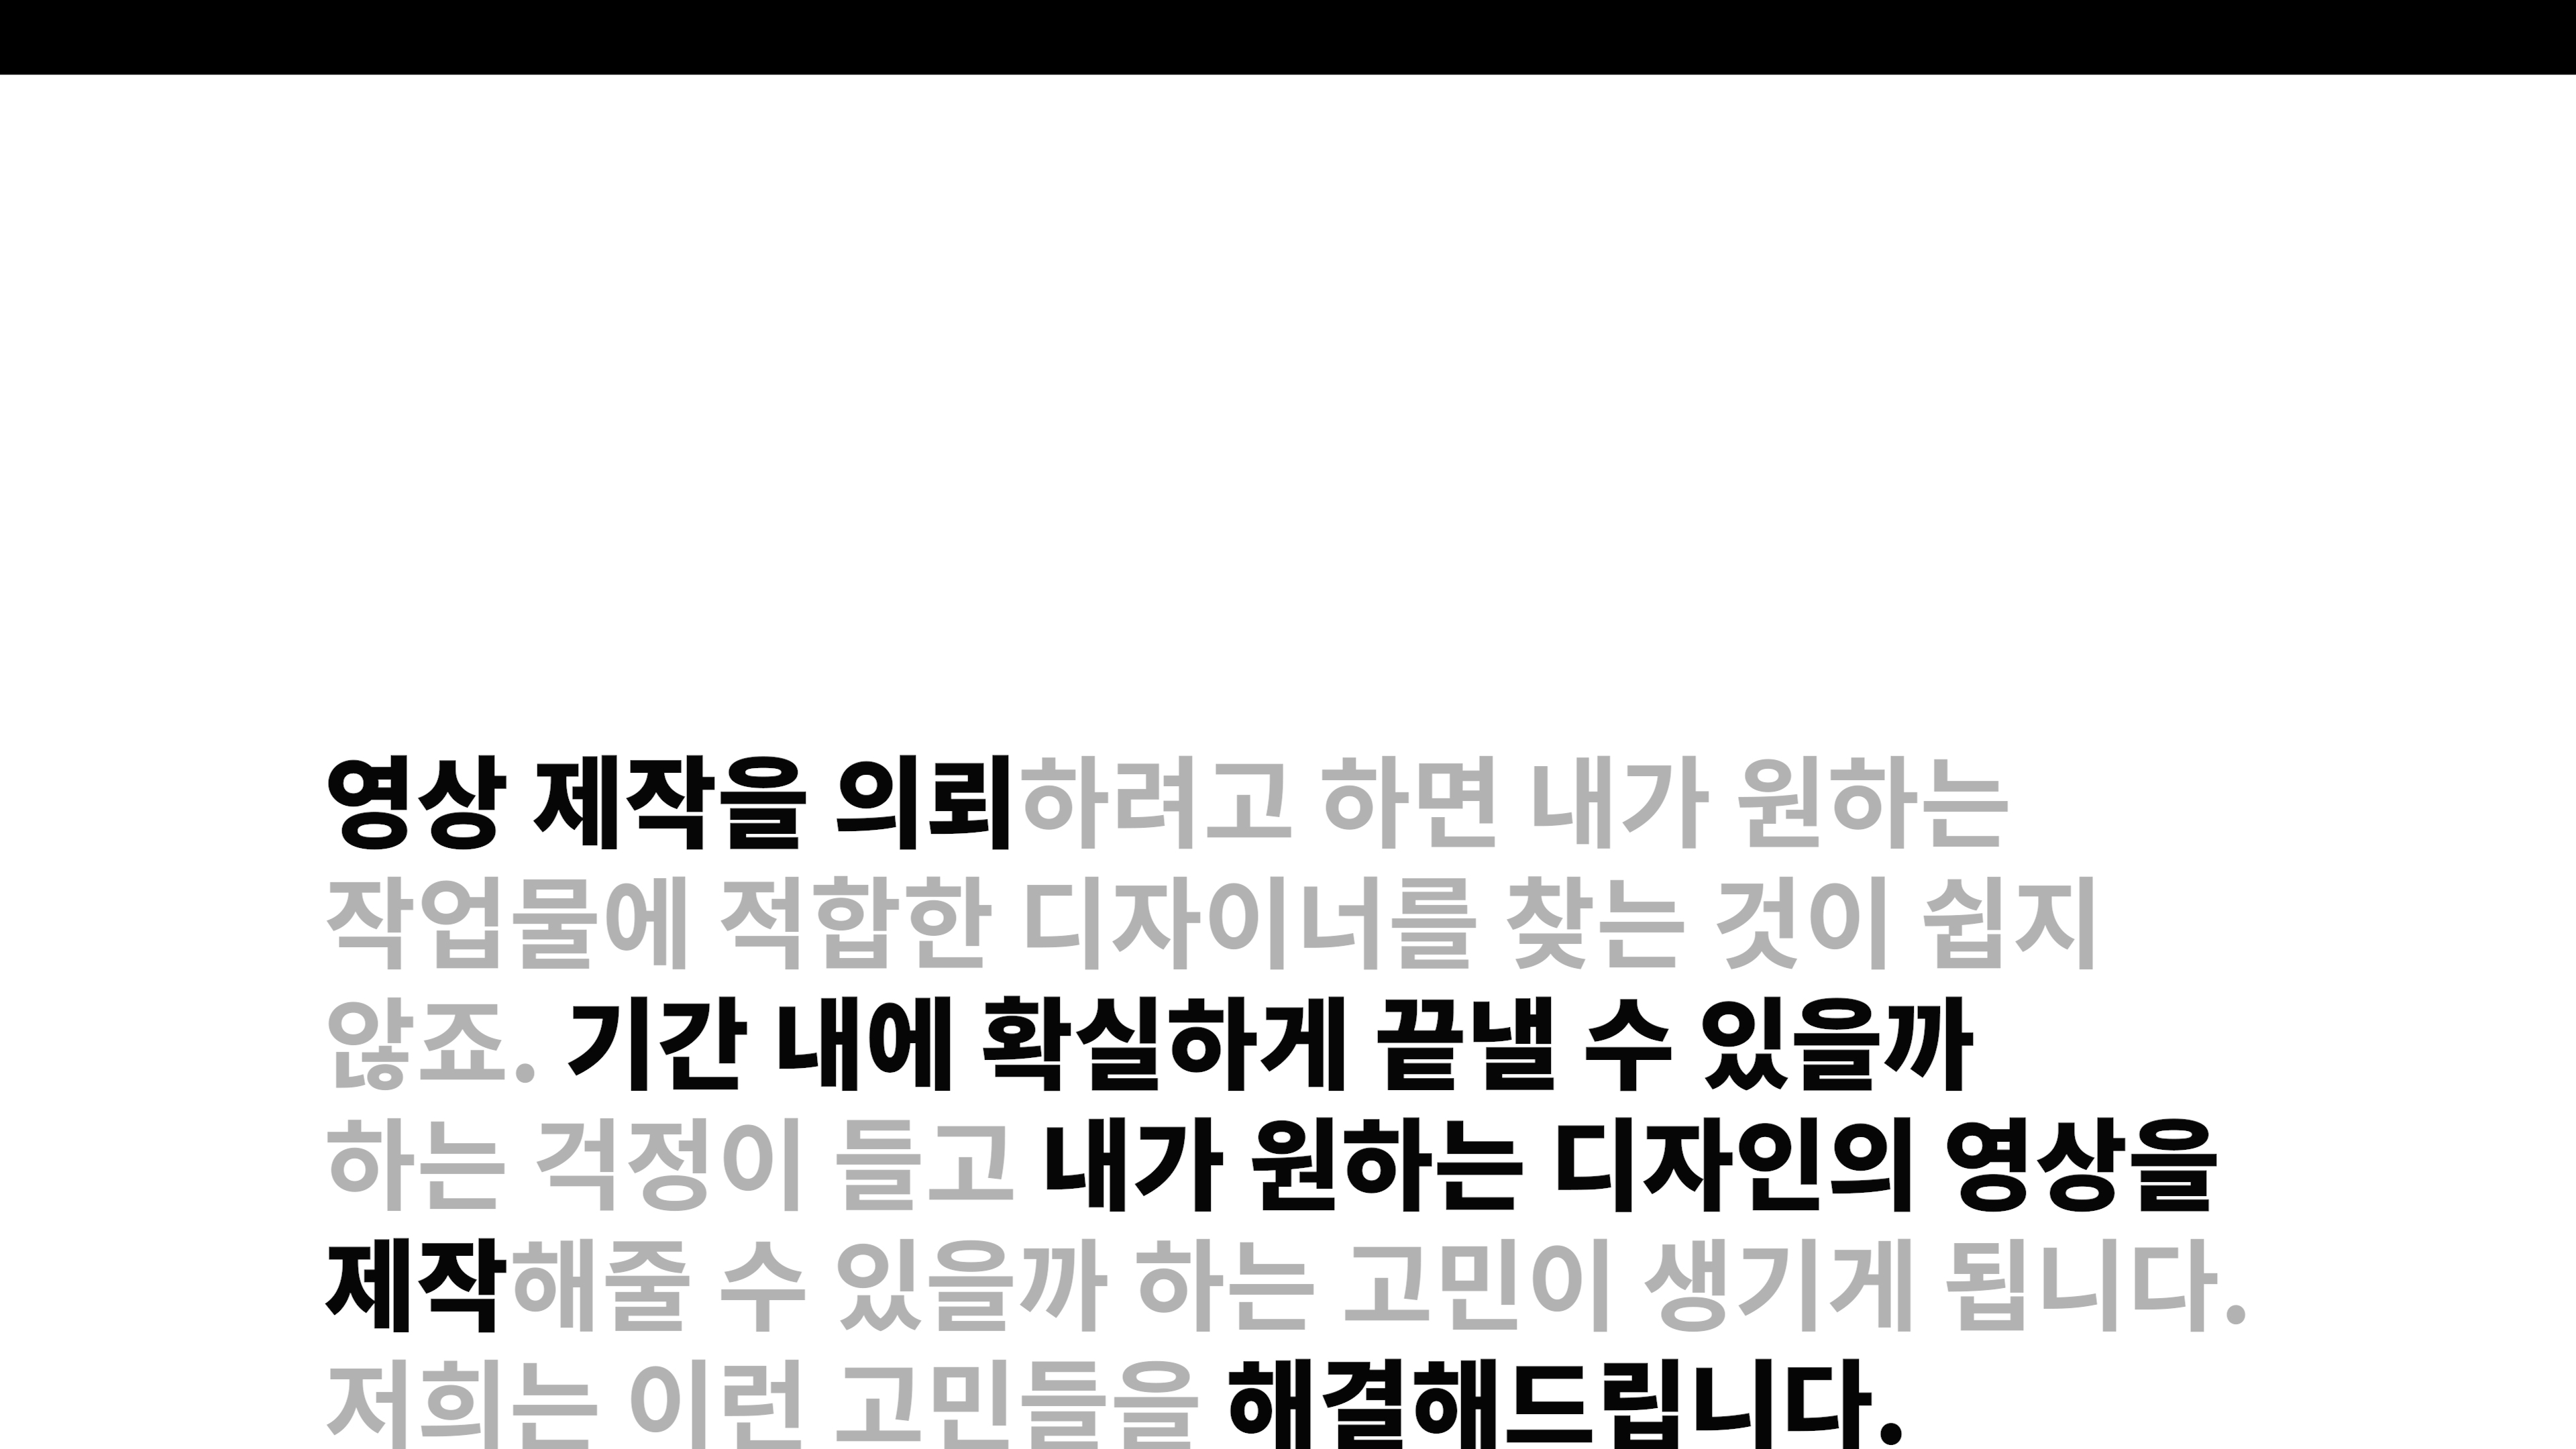 영상 제작을 의뢰하려고 하면 내가 원하는
작업물에 적합한 디자이너를 찾는 것이 쉽지
않죠. 기간 내에 확실하게 끝낼 수 있을까
하는 걱정이 들고 내가 원하는 디자인의 영상을
제작해줄 수 있을까 하는 고민이 생기게 됩니다.
저희는 이런 고민들을 해결해드립니다.